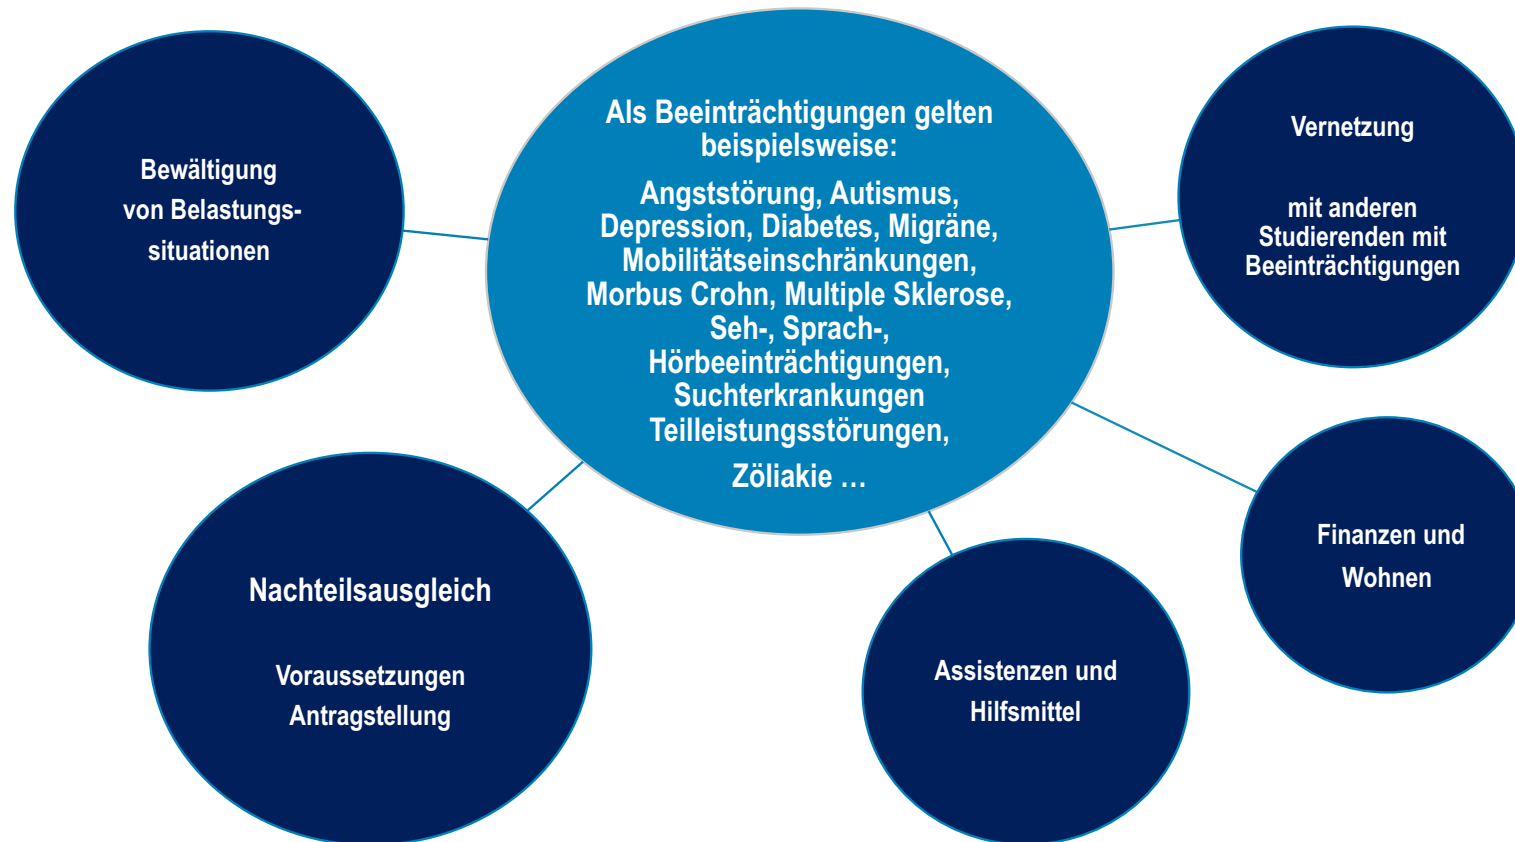 Als Beeinträchtigungen gelten
beispielsweise:
Angststörung, Autismus,
Depression, Diabetes, Migräne,
Mobilitätseinschränkungen,
Morbus Crohn, Multiple Sklerose,
Seh-, Sprach-,
Hörbeeinträchtigungen,
Suchterkrankungen
Teilleistungsstörungen,
Zöliakie …
Bewältigung
von Belastungs-
situationen
Vernetzung
mit anderen
Studierenden mit
Beeinträchtigungen
Nachteilsausgleich
Voraussetzungen
Antragstellung
Assistenzen und
Hilfsmittel
Finanzen und
Wohnen